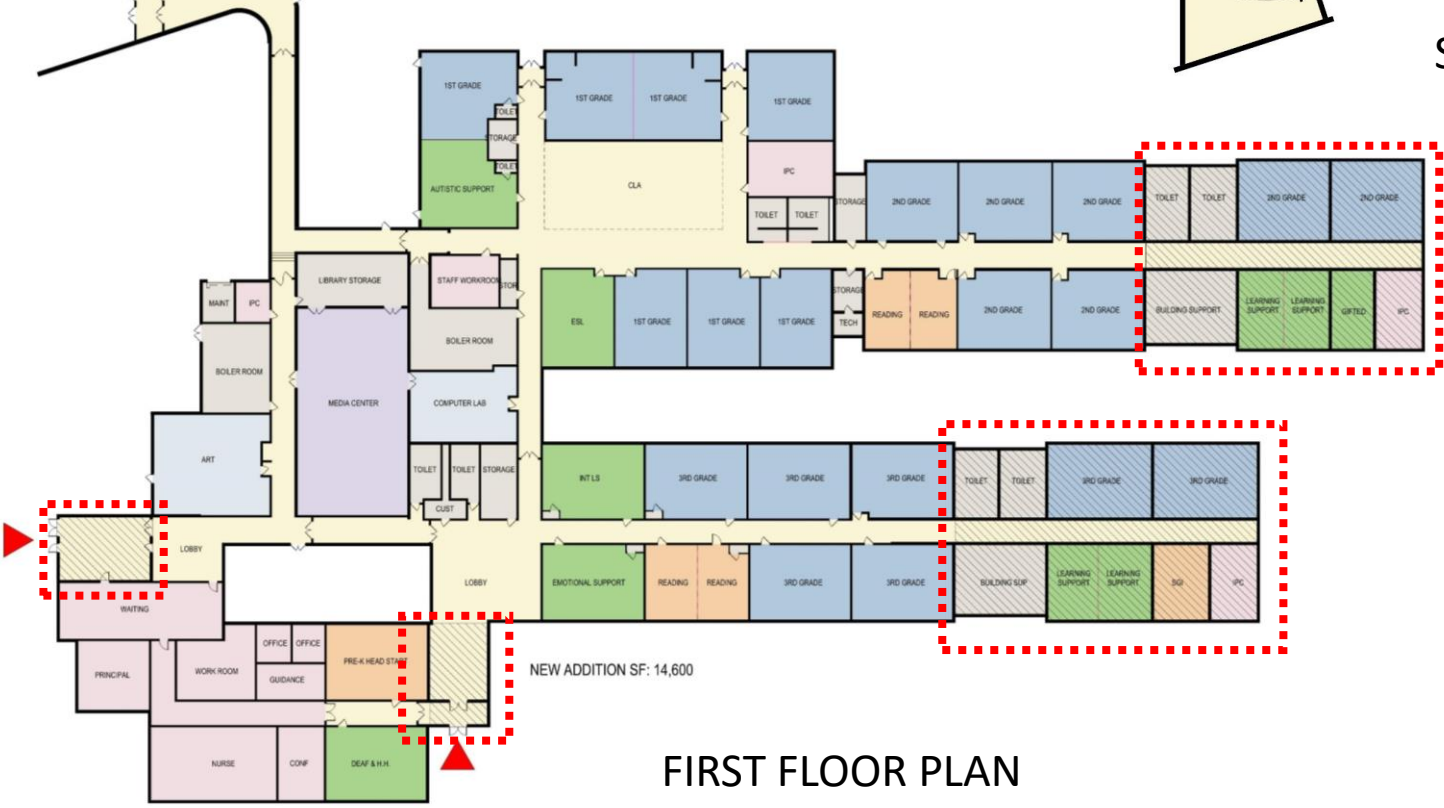 S
1ST GRADE
TOILET
STORAGE
TOILET
AUTISTIC SUPPORT
1ST GRADE
1ST GRADE
1ST GRADE
CLA
IPC
TOILET
TOILET
STORAGE
2ND GRADE
2ND GRADE
2ND GRADE
TOILET
TOILET
2ND GRADE
2ND GRADE
LIBRARY STORAGE
STAFF WORKROOM
STOR
MAINT
IPC
BOILER ROOM
BOILER ROOM
ESL
1ST GRADE
1ST GRADE
1ST GRADE
STORAGE
TECH
READING
READING
2ND GRADE
2ND GRADE
BUILDING SUPPORT
LEARNING
SUPPORT
LEARNING
SUPPORT
GIFTED
IPC
MEDIA CENTER
COMPUTER LAB
ART
TOILET
TOILET
STORAGE
CUST
INT LS
3RD GRADE
3RD GRADE
3RD GRADE
TOILET
TOILET
3RD GRADE
3RD GRADE
LOBBY
LOBBY
EMOTIONAL SUPPORT
READING
READING
3RD GRADE
3RD GRADE
BUILDING SUP
LEARNING
SUPPORT
LEARNING
SUPPORT
SGI
IPC
WAITING
PRINCIPAL
WORK ROOM
OFFICE
OFFICE
GUIDANCE
PRE-K HEAD START
NEW ADDITION SF: 14,600
NURSE
CONF
DEAF & H.H.
FIRST FLOOR PLAN